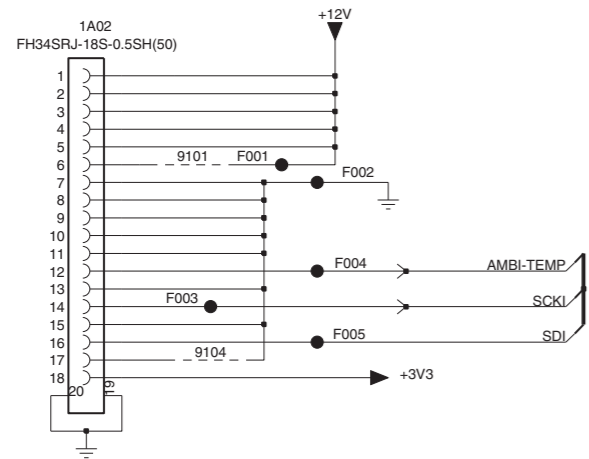 +12V
1A02
FH34SRJ-18S-0.5SH(50)
1
2
3
4
5
6 9101 F001
7 F002
8
9
10
11
12 F004 AMBI-TEMP
13
14 F003 SCKI
15
16 F005 SDI
17 9104
18 +3V3
20 19